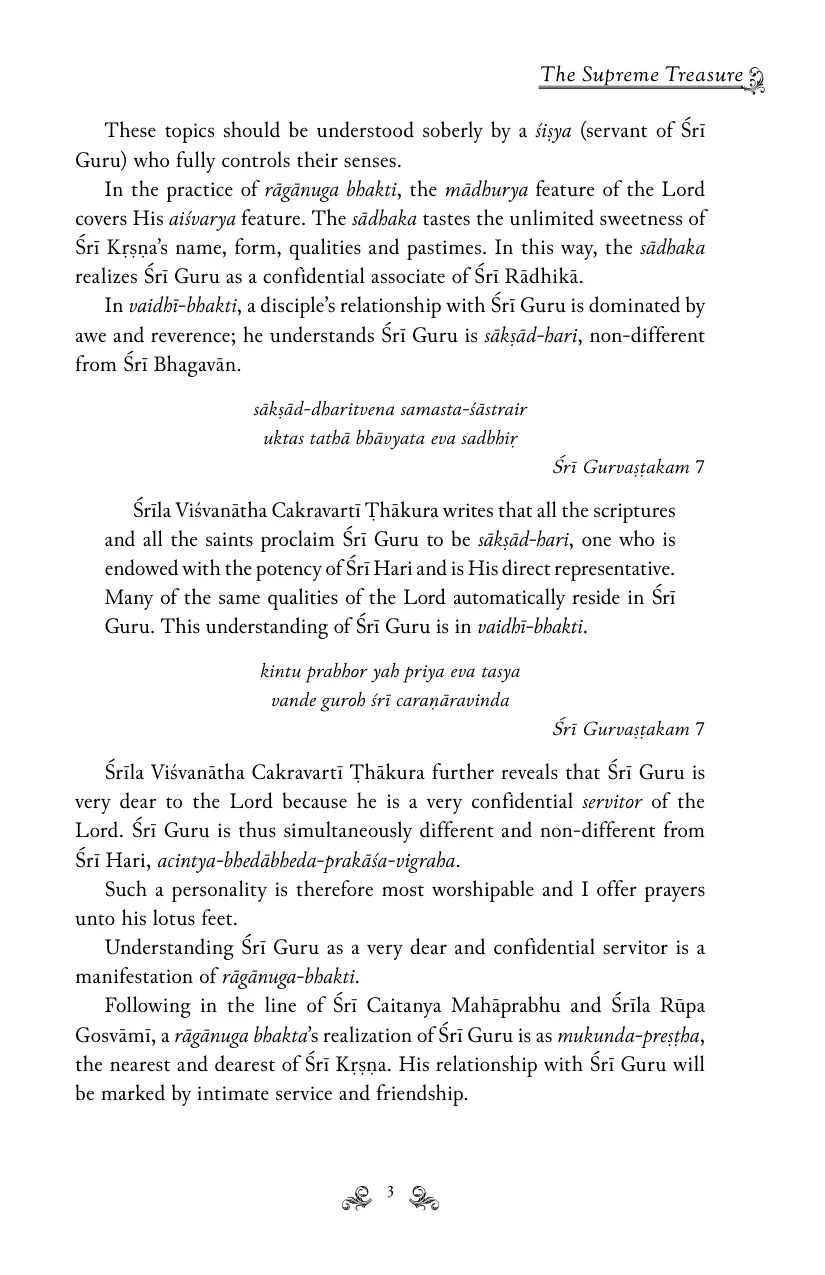 The Supreme Treasure
These topics should be understood soberly by a śiṣya (servant of Śrī
Guru) who fully controls their senses.
In the practice of rāgānuga bhakti, the mādhurya feature of the Lord
covers His aiśvarya feature. The sādhaka tastes the unlimited sweetness of
Śrī Kṛṣṇa’s name, form, qualities and pastimes. In this way, the sādhaka
realizes Śrī Guru as a confidential associate of Śrī Rādhikā.
In vaidhī-bhakti, a disciple’s relationship with Śrī Guru is dominated by
awe and reverence; he understands Śrī Guru is sākṣād-hari, non-different
from Śrī Bhagavān.
sākṣād-dharitvena samasta-śāstrair
uktas tathā bhāvyata eva sadbhiṛ
Śrī Gurvaṣṭakam 7
Śrīla Viśvanātha Cakravartī Ṭhākura writes that all the scriptures
and all the saints proclaim Śrī Guru to be sākṣād-hari, one who is
endowed with the potency of Śrī Hari and is His direct representative.
Many of the same qualities of the Lord automatically reside in Śrī
Guru. This understanding of Śrī Guru is in vaidhī-bhakti.
kintu prabhor yah priya eva tasya
vande guroh śrī caraṇāravinda
Śrī Gurvaṣṭakam 7
Śrīla Viśvanātha Cakravartī Ṭhākura further reveals that Śrī Guru is
very dear to the Lord because he is a very confidential servitor of the
Lord. Śrī Guru is thus simultaneously different and non-different from
Śrī Hari, acintya-bhedābheda-prakāśa-vigraha.
Such a personality is therefore most worshipable and I offer prayers
unto his lotus feet.
Understanding Śrī Guru as a very dear and confidential servitor is a
manifestation of rāgānuga-bhakti.
Following in the line of Śrī Caitanya Mahāprabhu and Śrīla Rūpa
Gosvāmī, a rāgānuga bhakta’s realization of Śrī Guru is as mukunda-preṣṭha,
the nearest and dearest of Śrī Kṛṣṇa. His relationship with Śrī Guru will
be marked by intimate service and friendship.
3